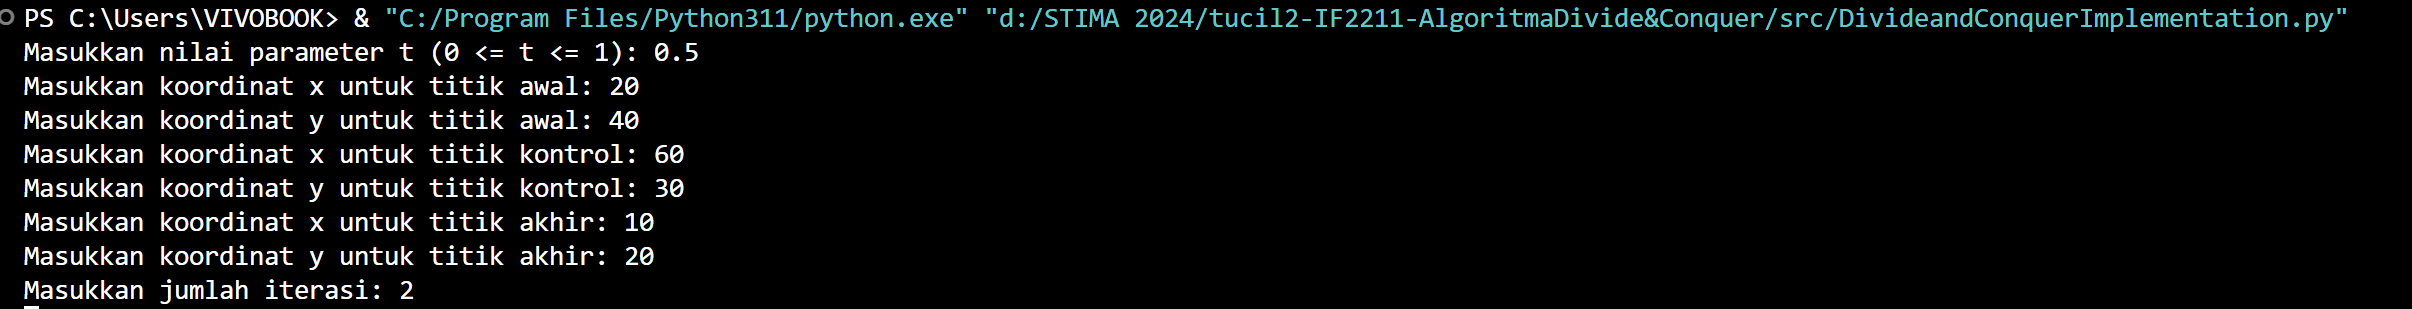 PS C:\Users\VIVOBOOK> & "C:/Program Files/Python311/python.exe" "d:/STIMA 2024/tucil2-IF2211-AlgoritmaDivide&Conquer/src/DivideandConquerImplementation.py"
Masukkan nilai parameter t (0 <= t <= 1): 0.5
Masukkan koordinat x untuk titik awal: 20
Masukkan koordinat y untuk titik awal: 40
Masukkan koordinat x untuk titik kontrol: 60
Masukkan koordinat y untuk titik kontrol: 30
Masukkan koordinat x untuk titik akhir: 10
Masukkan koordinat y untuk titik akhir: 20
Masukkan jumlah iterasi: 2